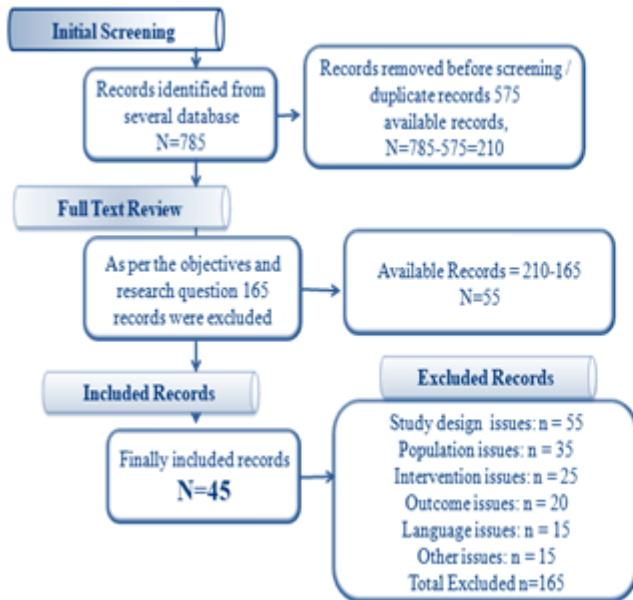 Initial Screening
Records identified from
several database
N=785
Records removed before screening /
duplicate records 575
available records,
N=785-575=210
Full Text Review
As per the objectives and
research question 165
records were excluded
Available Records = 210-165
N=55
Included Records
Finally included records
N=45
Excluded Records
Study design issues: n = 55
Population issues: n = 35
Intervention issues: n = 25
Outcome issues: n = 20
Language issues: n = 15
Other issues: n = 15
Total Excluded n=165